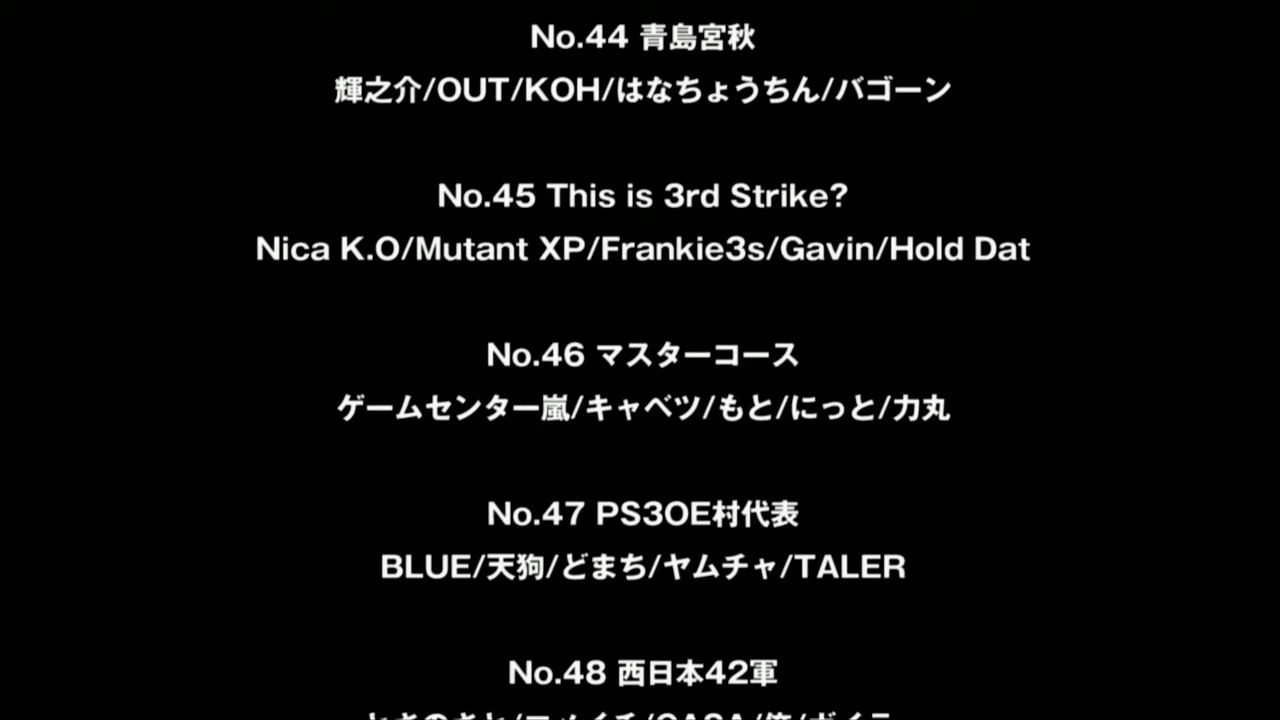 No.44 青島宮秋
輝之介/OUT/KOH/はなちょうちん/バゴーン
No.45 This is 3rd Strike?
Nica K.O/Mutant XP/Frankie3s/Gavin/Hold Dat
No.46 マスターコース
ゲームセンター嵐/キャベツ/もと/にっと/力丸
No.47 PS3OE村代表
BLUE/天狗/どまち/ヤムチャ/TALER
No.48 西日本42軍